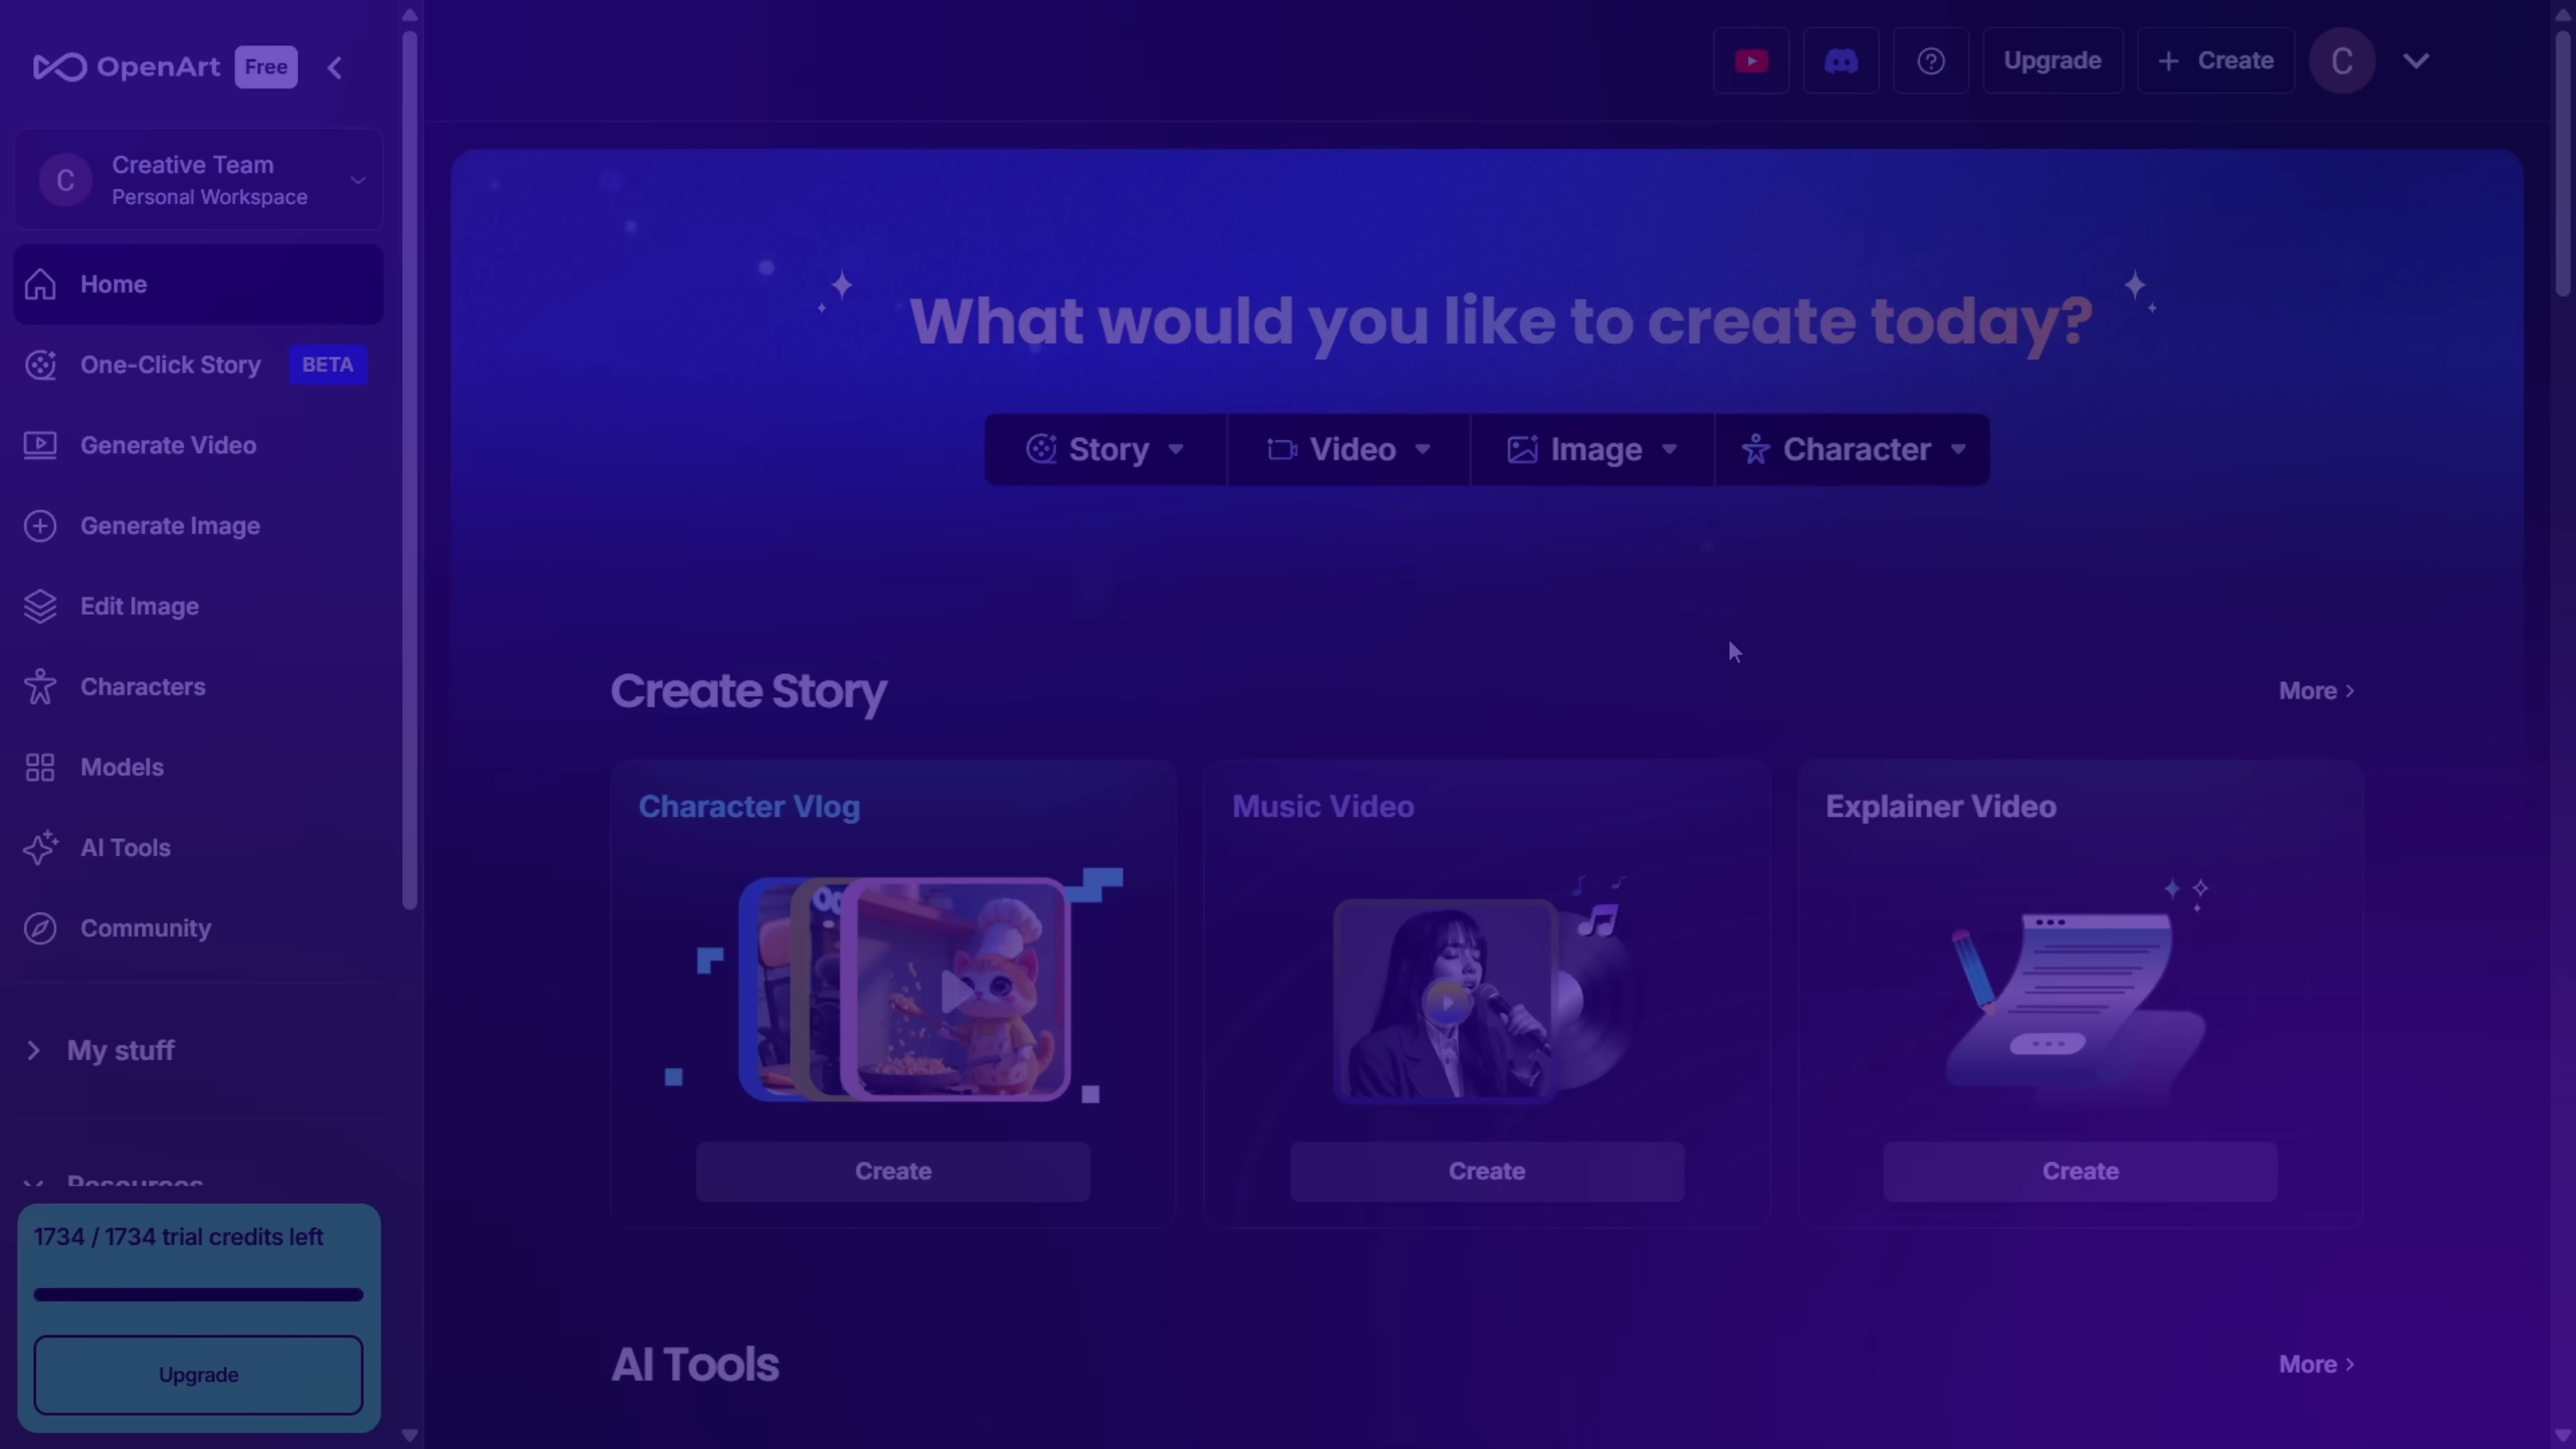 OpenArt Free
Creative Team
Personal Workspace
Home
One-Click Story BETA
Generate Video
Generate Image
Edit Image
Characters
Models
AI Tools
Community
My stuff
Resources
1734 / 1734 trial credits left
Upgrade
Upgrade
+ Create
C
C
What would you like to create today?
Story
Video
Image
Character
Create Story
More >
Character Vlog
Music Video
Explainer Video
Create
Create
Create
AI Tools
More >